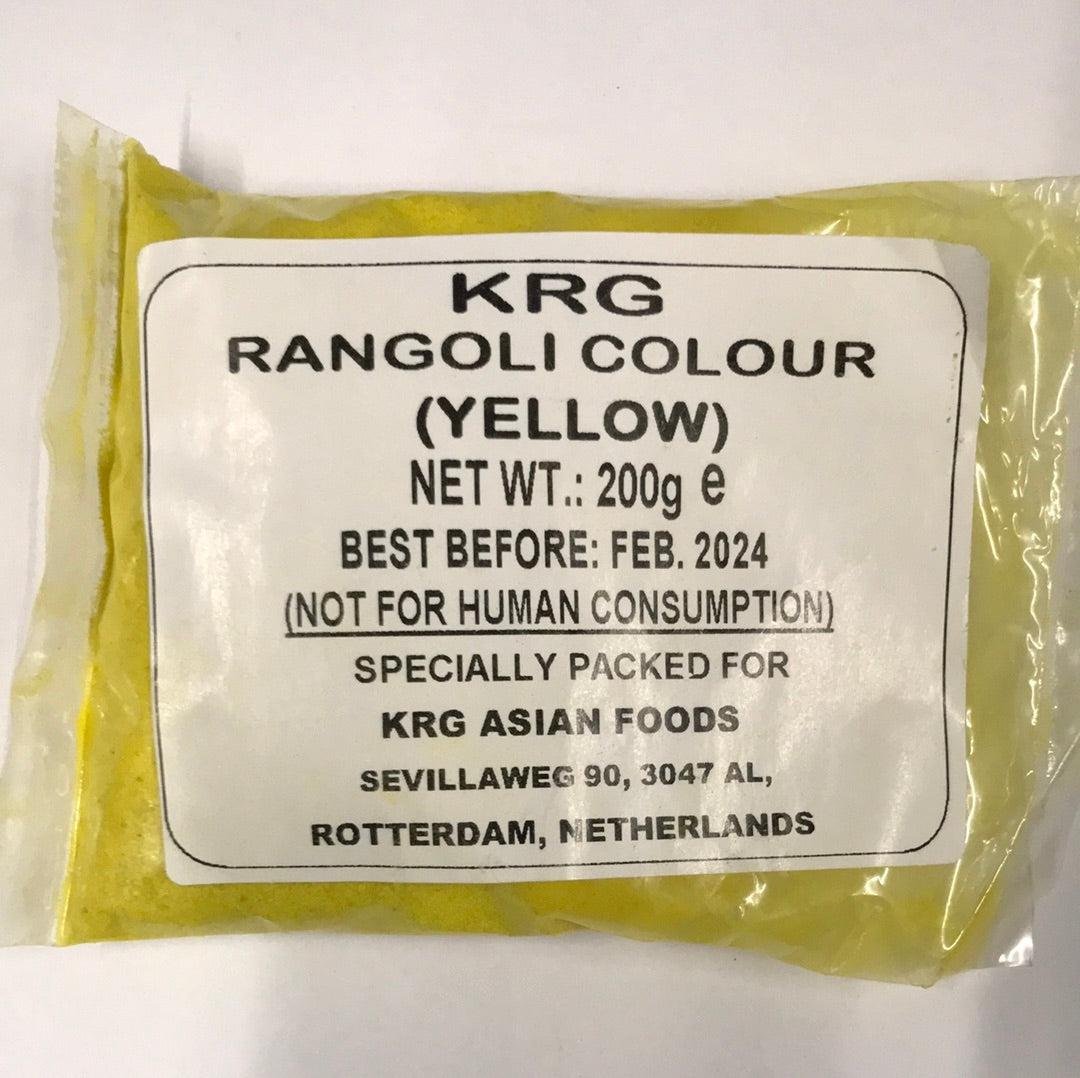 KRG
RANGOLI COLOUR
(YELLOW)
NET WT.: 200g e
BEST BEFORE: FEB. 2024
(NOT FOR HUMAN CONSUMPTION)
SPECIALLY PACKED FOR
KRG ASIAN FOODS
SEVILLAWEG 90, 3047 AL,
ROTTERDAM, NETHERLANDS